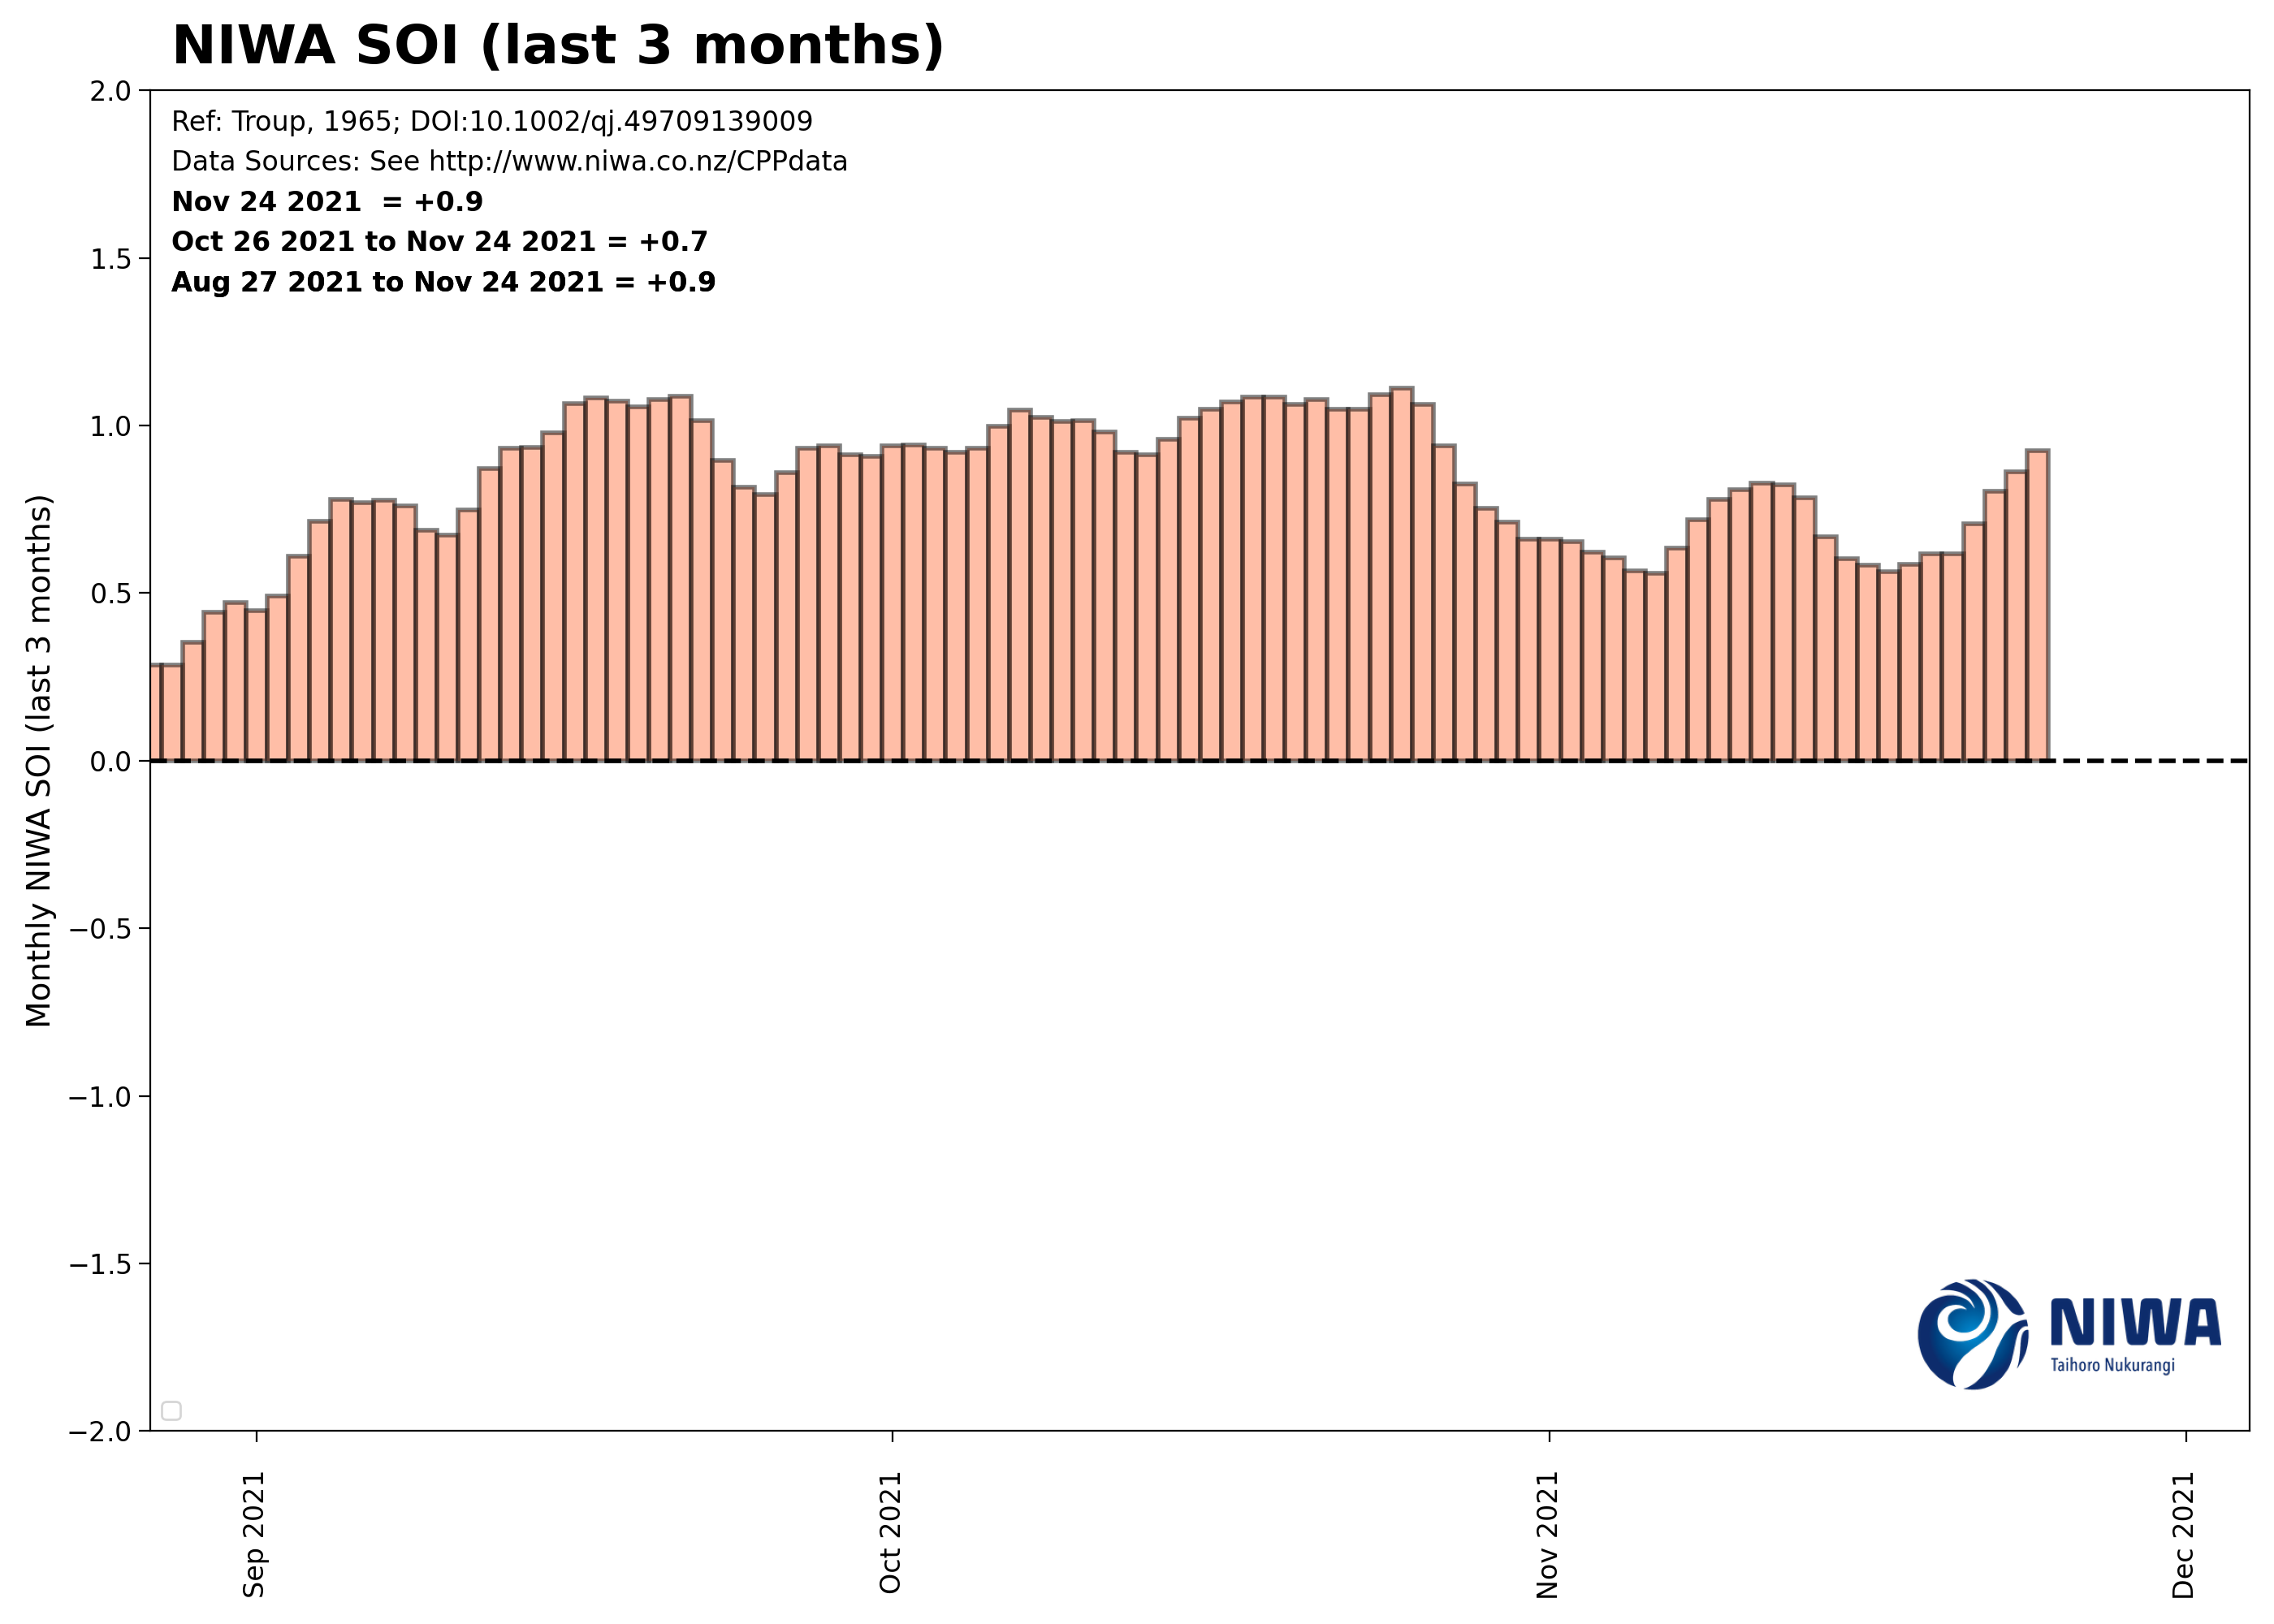 NIWA SOI (last 3 months)
Ref: Troup, 1965; DOI:10.1002/qj.49709139009
Data Sources: See http://www.niwa.co.nz/CPPdata
Nov 24 2021  = +0.9
Oct 26 2021 to Nov 24 2021 = +0.7
Aug 27 2021 to Nov 24 2021 = +0.9
Monthly NIWA SOI (last 3 months)
2.0
1.5
1.0
0.5
0.0
−0.5
−1.0
−1.5
−2.0
NIWA
Taihoro Nukurangi
Sep 2021
Oct 2021
Nov 2021
Dec 2021